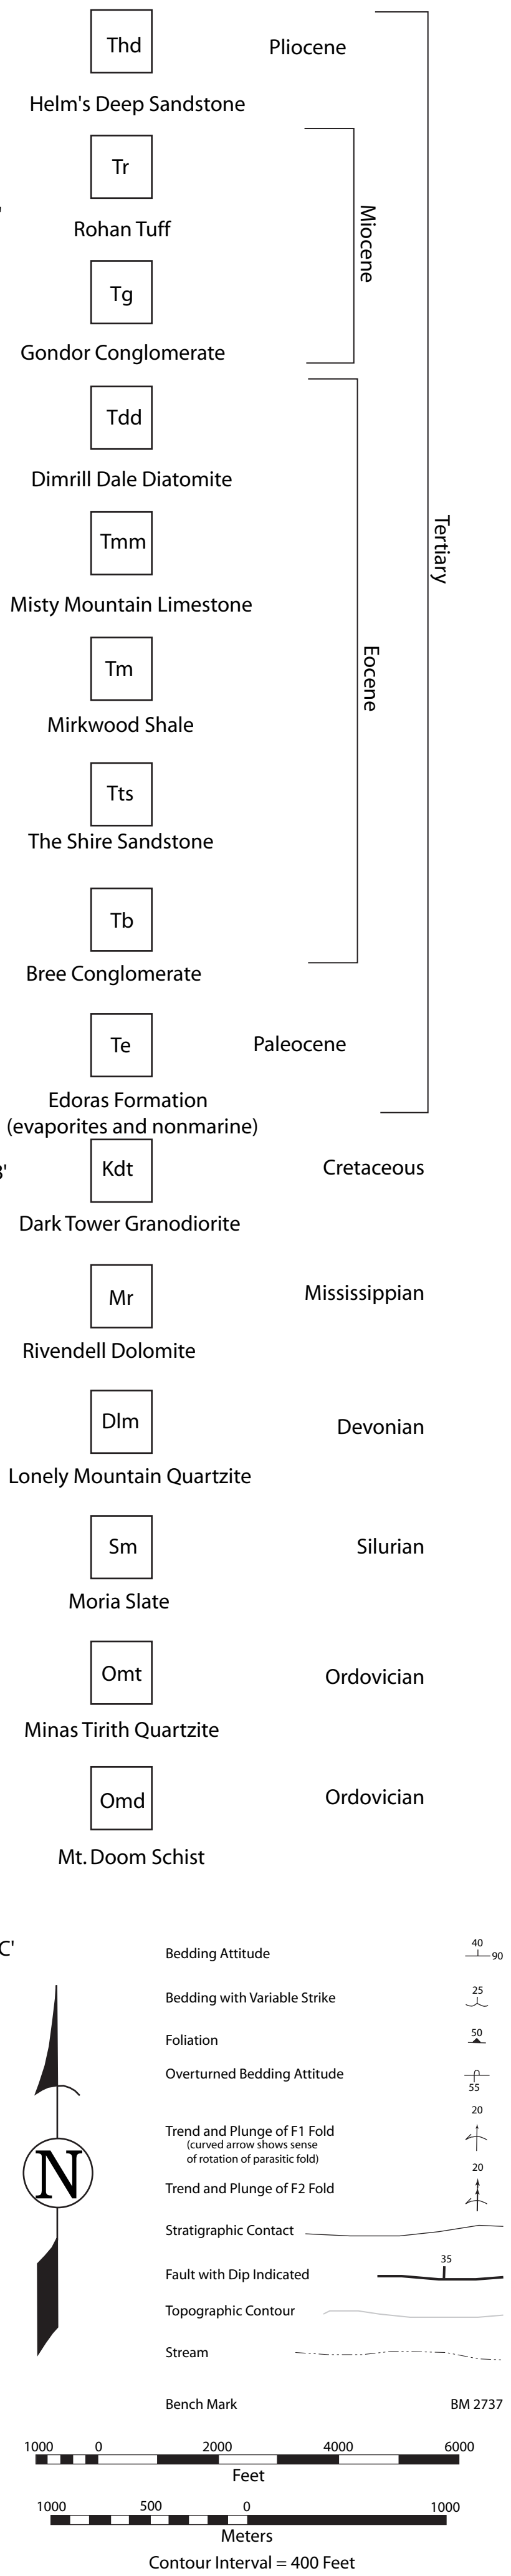 Thd
Pliocene
Helm's Deep Sandstone
Tr
Rohan Tuff
Miocene
Tg
Gondor Conglomerate
Tdd
Dimrill Dale Diatomite
Tmm
Tertiary
Misty Mountain Limestone
Tm
Eocene
Mirkwood Shale
Tts
The Shire Sandstone
Tb
Bree Conglomerate
Te
Paleocene
Edoras Formation
(evaporites and nonmarine)
Kdt
Cretaceous
B'
Dark Tower Granodiorite
Mr
Mississippian
Rivendell Dolomite
Dlm
Devonian
Lonely Mountain Quartzite
Sm
Silurian
Moria Slate
Omt
Ordovician
Minas Tirith Quartzite
Omd
Ordovician
Mt. Doom Schist
C'
Bedding Attitude
40
90
Bedding with Variable Strike
25
Foliation
50
Overturned Bedding Attitude
55
Trend and Plunge of F1 Fold
20
(curved arrow shows sense
of rotation of parasitic fold)
Trend and Plunge of F2 Fold
20
N
Stratigraphic Contact
Fault with Dip Indicated
35
Topographic Contour
Stream
Bench Mark
BM 2737
1000 0 2000 4000 6000
Feet
1000 500 0 1000
Meters
Contour Interval = 400 Feet